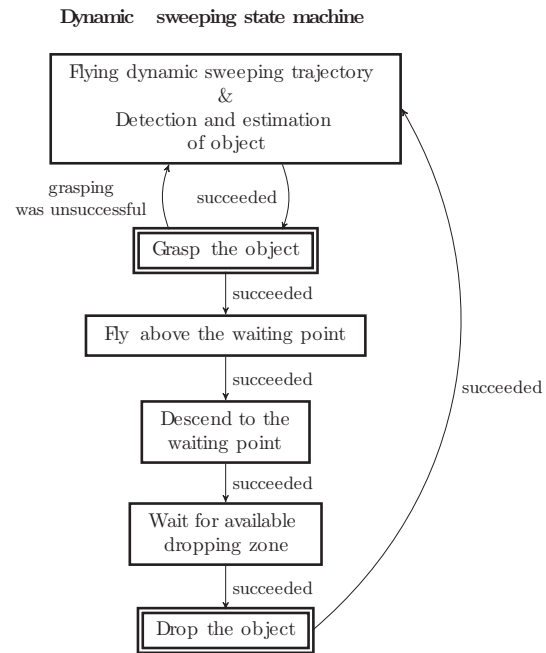 Dynamic sweeping state machine
Flying dynamic sweeping trajectory
&
Detection and estimation
of object
grasping
was unsuccessful
succeeded
Grasp the object
succeeded
Fly above the waiting point
succeeded
succeeded
Descend to the
waiting point
succeeded
Wait for available
dropping zone
succeeded
Drop the object